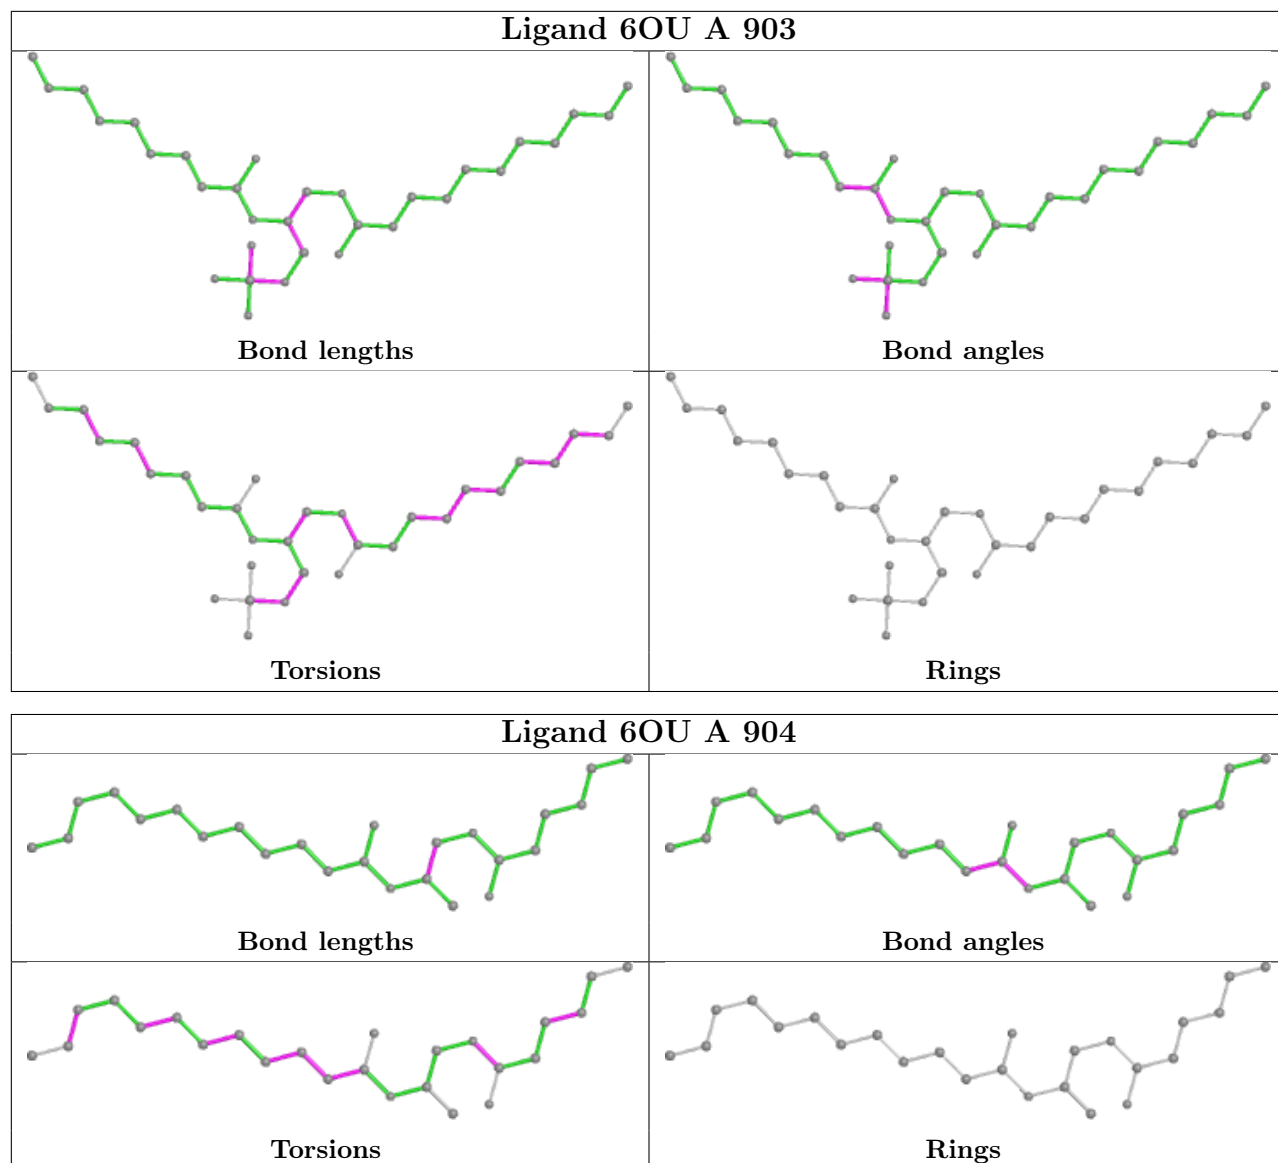 Ligand 6OU A 903
Bond lengths
Bond angles
Torsions
Rings
Ligand 6OU A 904
Bond lengths
Bond angles
Torsions
Rings